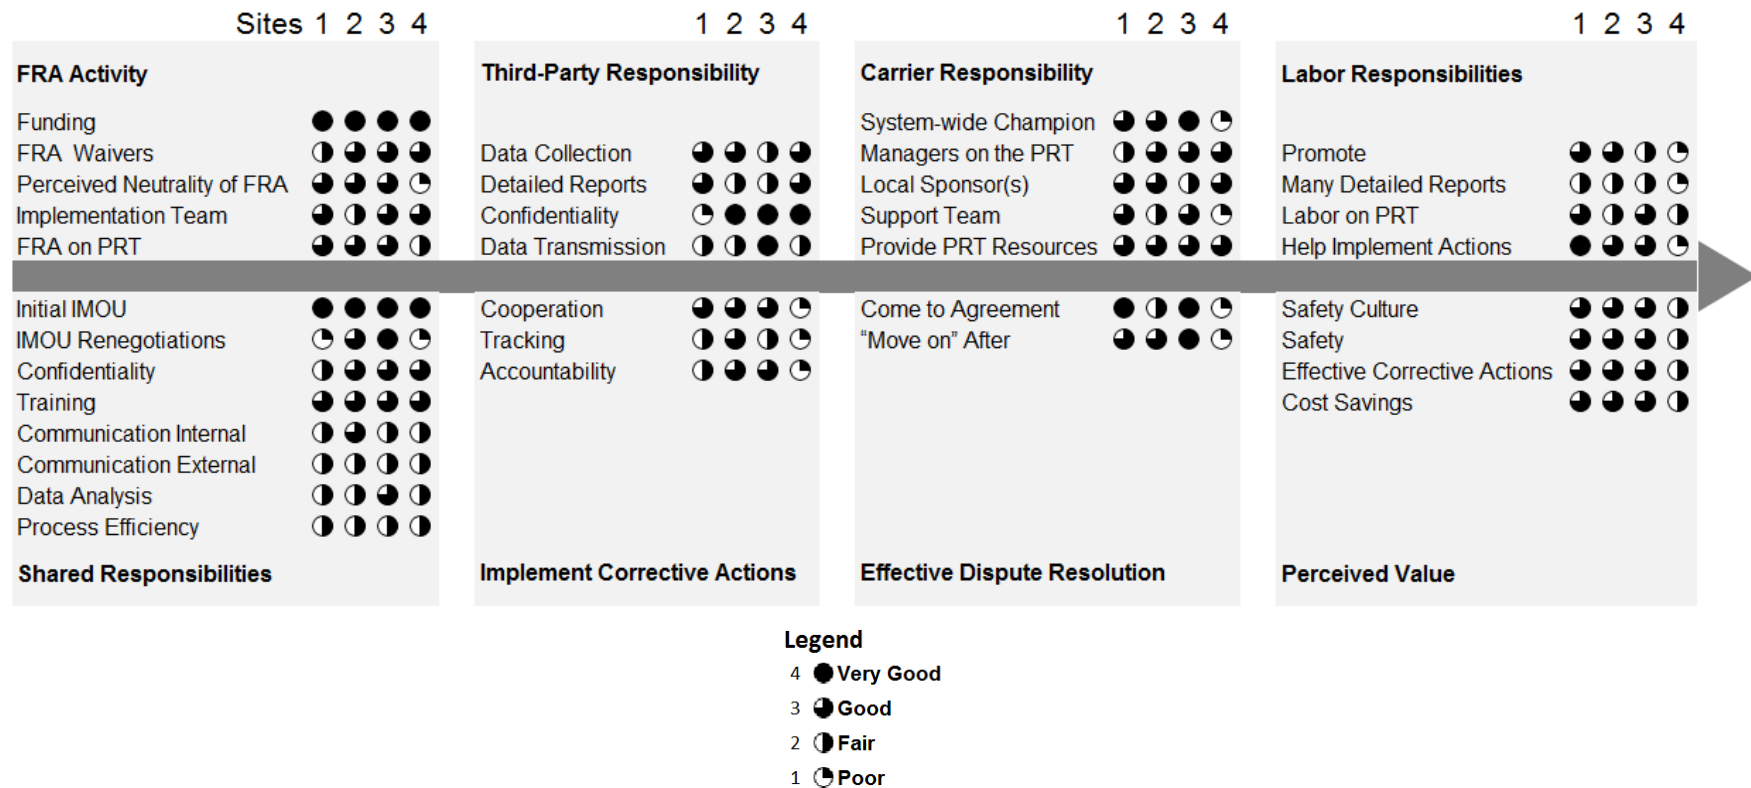 Sites 1 2 3 4
1 2 3 4
1 2 3 4
1 2 3 4
FRA Activity
Funding
FRA Waivers
Perceived Neutrality of FRA
Implementation Team
FRA on PRT
Third-Party Responsibility
Data Collection
Detailed Reports
Confidentiality
Data Transmission
Carrier Responsibility
System-wide Champion
Managers on the PRT
Local Sponsor(s)
Support Team
Provide PRT Resources
Labor Responsibilities
Promote
Many Detailed Reports
Labor on PRT
Help Implement Actions
Initial IMOU
IMOU Renegotiations
Confidentiality
Training
Communication Internal
Communication External
Data Analysis
Process Efficiency
Shared Responsibilities
Cooperation
Tracking
Accountability
Implement Corrective Actions
Come to Agreement
“Move on” After
Effective Dispute Resolution
Safety Culture
Safety
Effective Corrective Actions
Cost Savings
Perceived Value
Legend
4 Very Good
3 Good
2 Fair
1 Poor